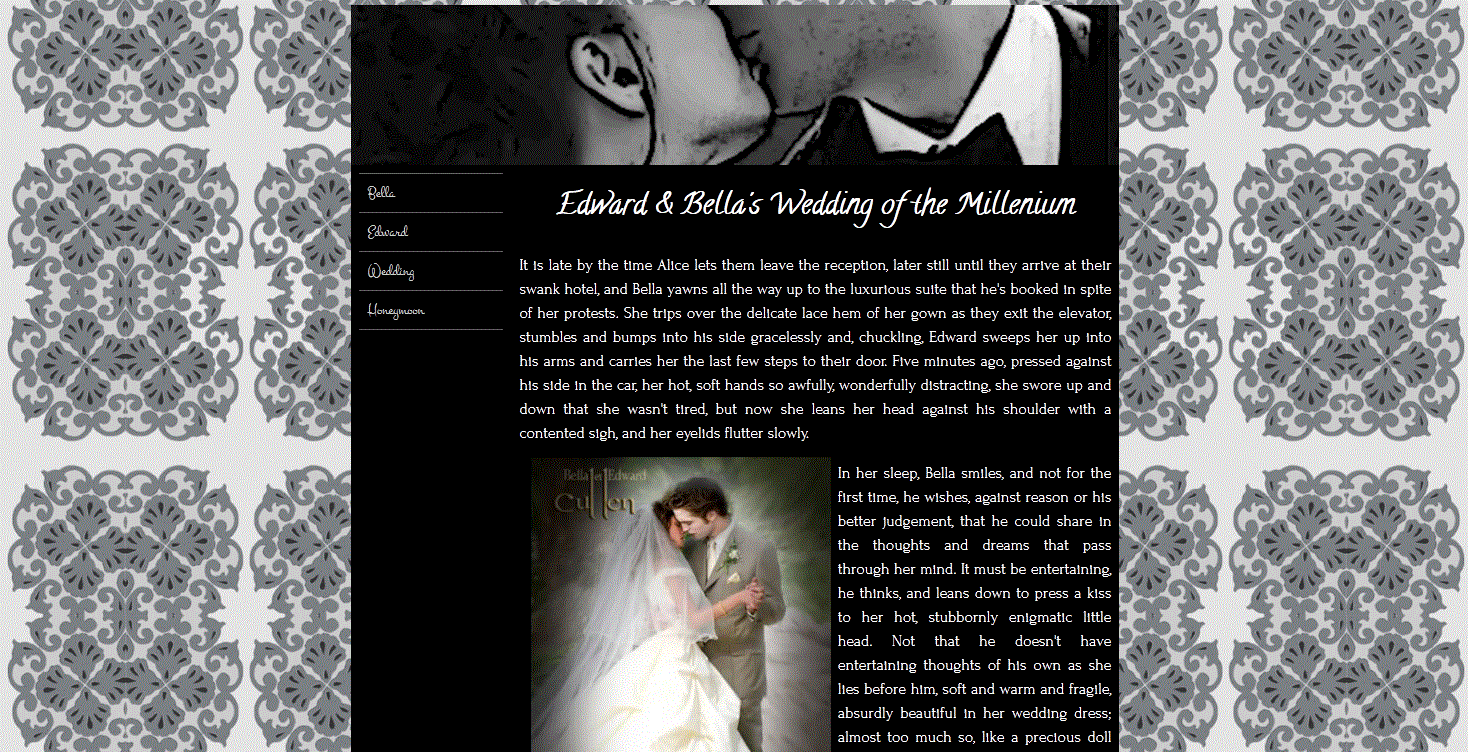 Bella
Edward
Wedding
Honeymoon
Edward & Bella's Wedding of the Millenium
It is late by the time Alice lets them leave the reception, later still until they arrive at their
swank hotel, and Bella yawns all the way up to the luxurious suite that he's booked in spite
of her protests. She trips over the delicate lace hem of her gown as they exit the elevator,
stumbles and bumps into his side gracelessly and, chuckling, Edward sweeps her up into
his arms and carries her the last few steps to their door. Five minutes ago, pressed against
his side in the car, her hot, soft hands so awfully, wonderfully distracting, she swore up and
down that she wasn't tired, but now she leans her head against his shoulder with a
contented sigh, and her eyelids flutter slowly.
Bella et Edward
Cullen
In her sleep, Bella smiles, and not for the
first time, he wishes, against reason or his
better judgement, that he could share in
the thoughts and dreams that pass
through her mind. It must be entertaining,
he thinks, and leans down to press a kiss
to her hot, stubbornly enigmatic little
head. Not that he doesn't have
entertaining thoughts of his own as she
lies before him, soft and warm and fragile,
absurdly beautiful in her wedding dress;
almost too much so, like a precious doll